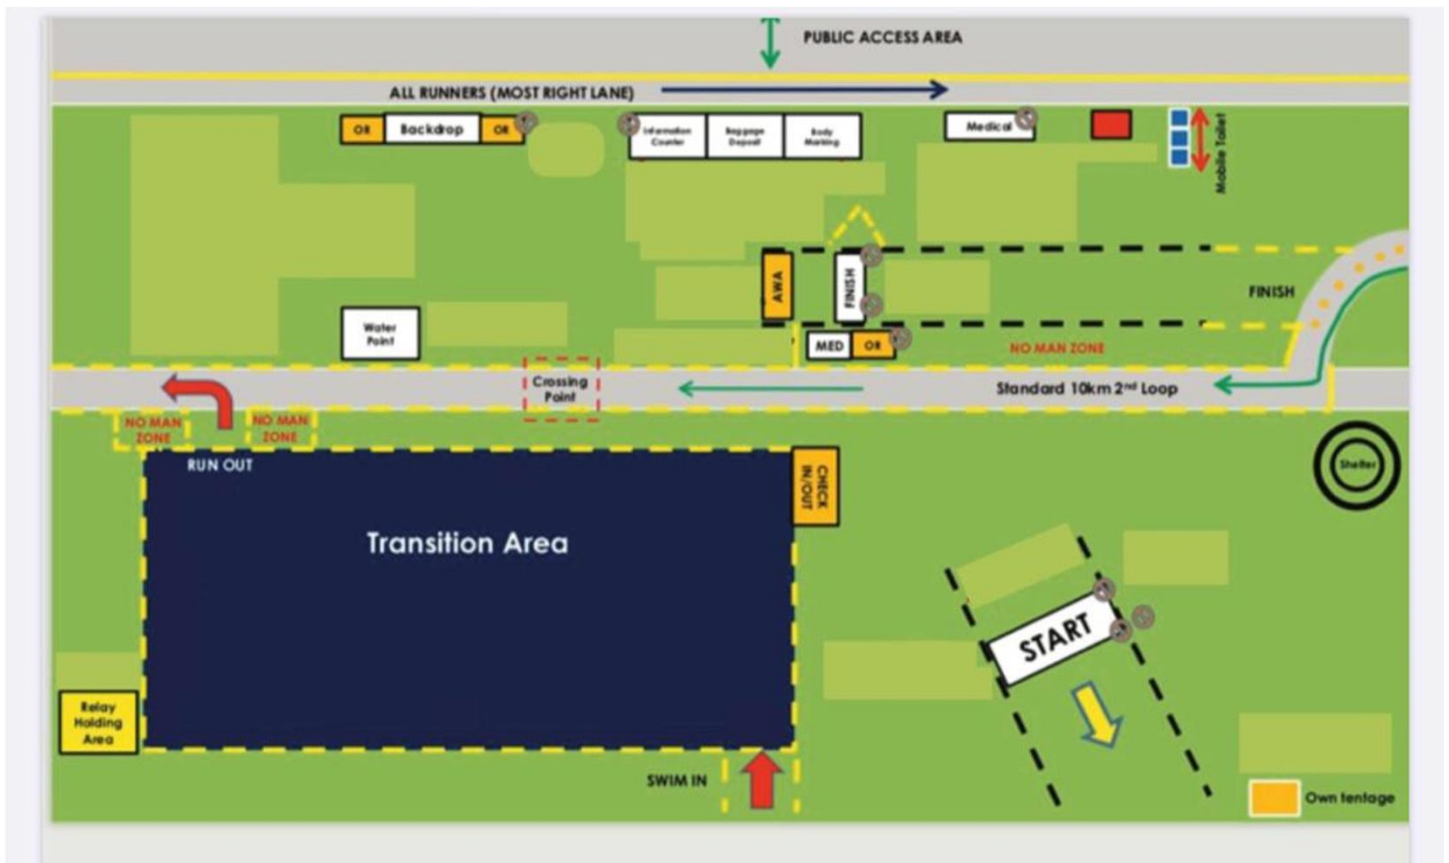 PUBLIC ACCESS AREA
ALL RUNNERS (MOST RIGHT LANE)
OR
Backdrop
OR
Information
Counter
Baggage
Deposit
Body
Marking
Medical
Mobile Toilet
AWA
FINISH
FINISH
Water
Point
MED
OR
NO MAN ZONE
Crossing
Point
Standard 10km 2nd Loop
NO MAN
ZONE
NO MAN
ZONE
RUN OUT
CHECK
IN/OUT
Shelter
Transition Area
START
Relay
Holding
Area
SWIM IN
Own tentage